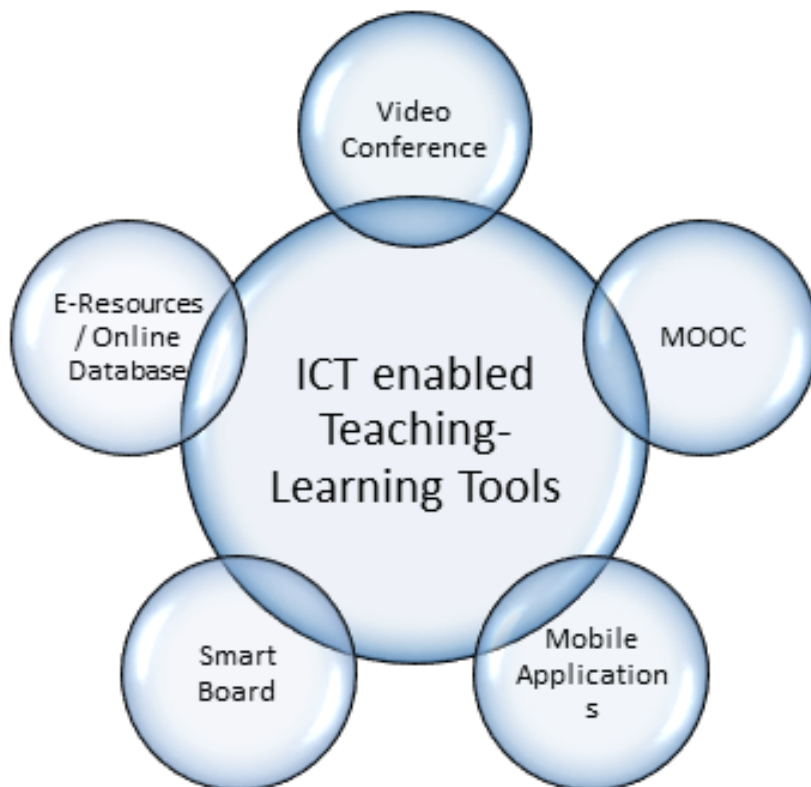 Video
Conference
E-Resources
/ Online
Database
MOOC
ICT enabled
Teaching-
Learning Tools
Smart
Board
Mobile
Application
s